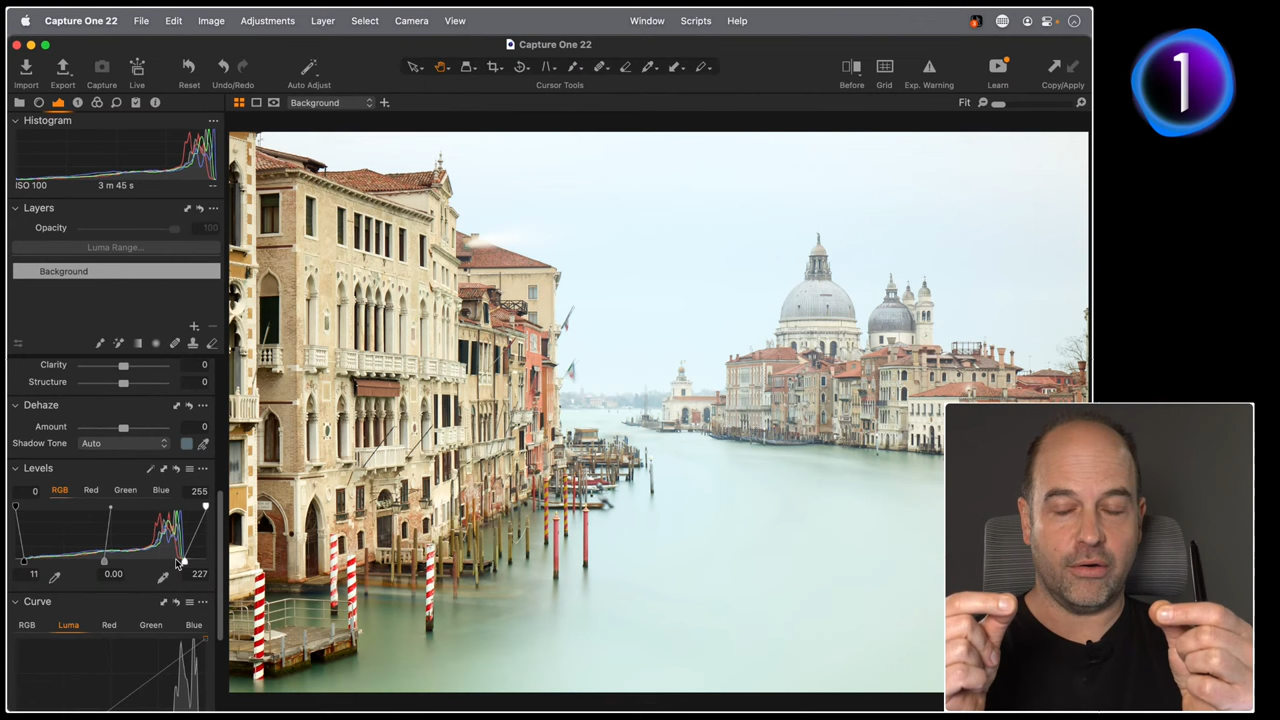 Capture One 22 File Edit Image Adjustments Layer Select Camera View Window Scripts Help
Capture One 22
Import Export Capture Live Reset Undo/Redo Auto Adjust Cursor Tools Before Grid Exp. Warning Learn Copy/Apply
Background Fit
Histogram
ISO 100 3 m 45 s --
Layers
Opacity 100
Luma Range...
Background
Clarity 0
Structure 0
Dehaze
Amount 0
Shadow Tone Auto
Levels
0 RGB Red Green Blue 255
11 0.00 227
Curve
RGB Luma Red Green Blue
1